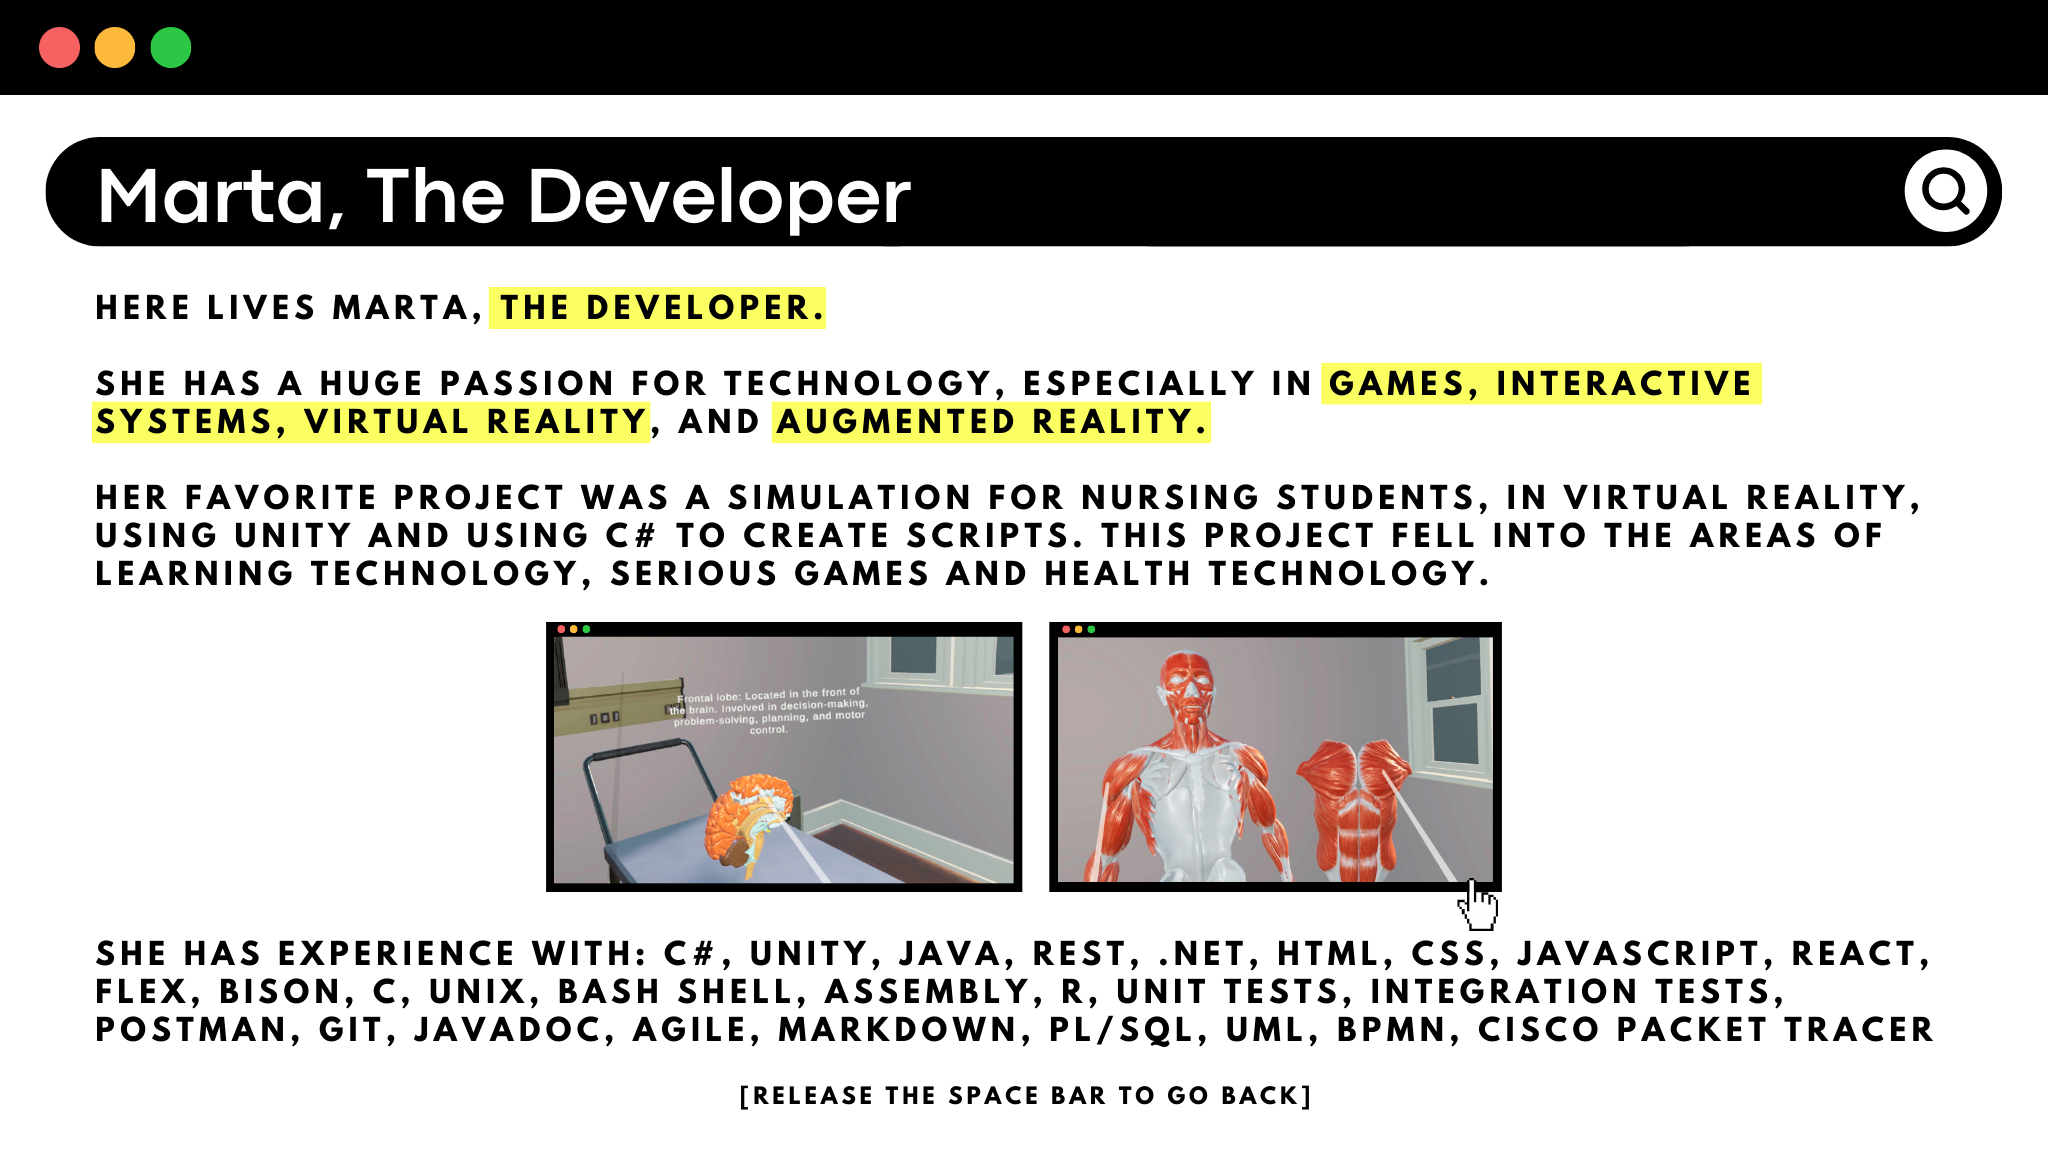 Marta, The Developer
HERE LIVES MARTA, THE DEVELOPER.
SHE HAS A HUGE PASSION FOR TECHNOLOGY, ESPECIALLY IN GAMES, INTERACTIVE
SYSTEMS, VIRTUAL REALITY, AND AUGMENTED REALITY.
HER FAVORITE PROJECT WAS A SIMULATION FOR NURSING STUDENTS, IN VIRTUAL REALITY,
USING UNITY AND USING C# TO CREATE SCRIPTS. THIS PROJECT FELL INTO THE AREAS OF
LEARNING TECHNOLOGY, SERIOUS GAMES AND HEALTH TECHNOLOGY.
Frontal lobe: Located in the front of
the brain. Involved in decision-making,
problem-solving, planning, and motor
control.
SHE HAS EXPERIENCE WITH: C#, UNITY, JAVA, REST, .NET, HTML, CSS, JAVASCRIPT, REACT,
FLEX, BISON, C, UNIX, BASH SHELL, ASSEMBLY, R, UNIT TESTS, INTEGRATION TESTS,
POSTMAN, GIT, JAVADOC, AGILE, MARKDOWN, PL/SQL, UML, BPMN, CISCO PACKET TRACER
[RELEASE THE SPACE BAR TO GO BACK]